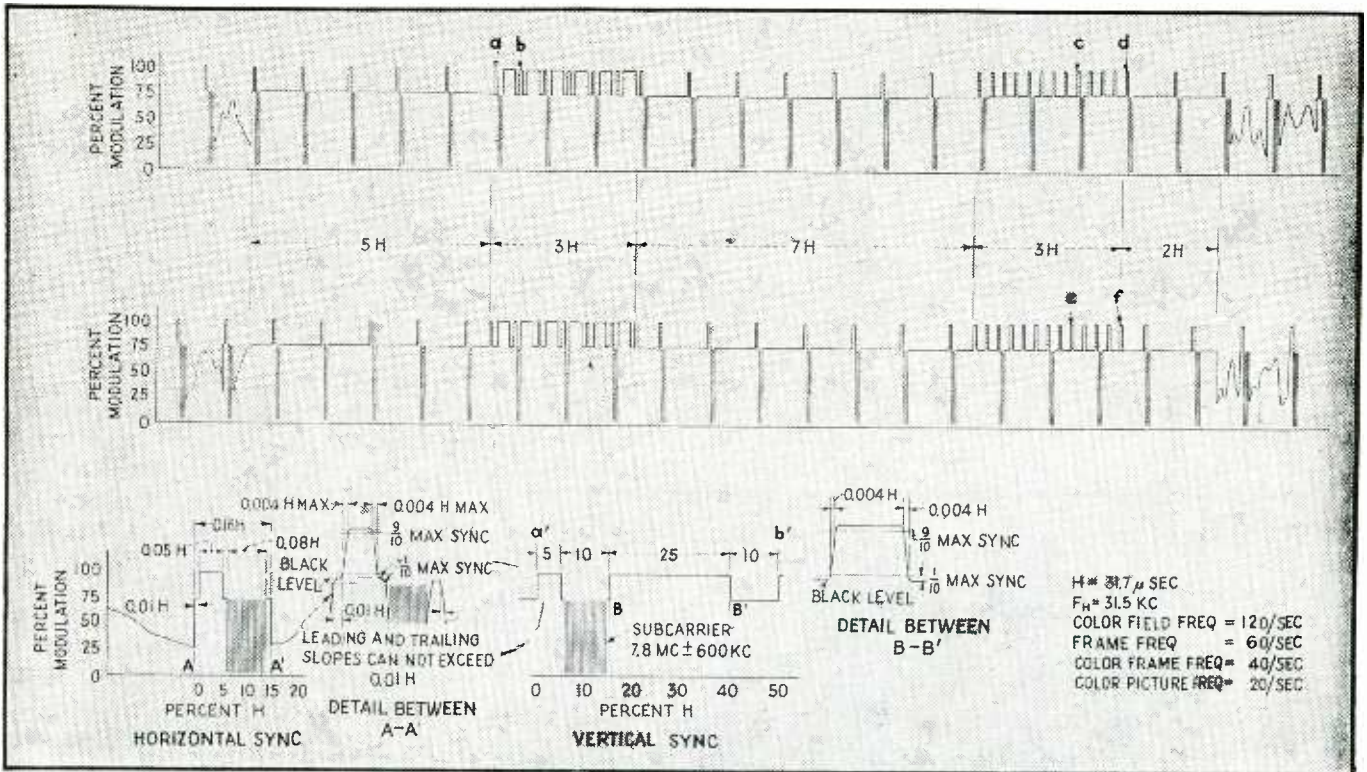 a b c d
PERCENT MODULATION
100
75
50
25
0
5H 3H 7H 3H 2H
e f
PERCENT MODULATION
100
75
50
25
0
0.004 H MAX 0.004 H MAX
9/10 MAX SYNC
1/10 MAX SYNC
0.16H
0.05 H 0.08H
BLACK LEVEL
0.01H
0.01H
PERCENT MODULATION
100
75
50
25
0
A A'
0 5 10 15 20
PERCENT H
HORIZONTAL SYNC
LEADING AND TRAILING
SLOPES CAN NOT EXCEED
0.01 H
DETAIL BETWEEN
A-A'
a' b'
5 10 25 10
B B'
SUBCARRIER
7.8 MC ± 600 KC
0 10 20 30 40 50
PERCENT H
VERTICAL SYNC
0.004H
0.004 H
9/10 MAX SYNC
1/10 MAX SYNC
BLACK LEVEL
DETAIL BETWEEN
B-B'
H = 31.7 μ SEC
F_H = 31.5 KC
COLOR FIELD FREQ = 120/SEC
FRAME FREQ = 60/SEC
COLOR FRAME FREQ = 40/SEC
COLOR PICTURE FREQ = 20/SEC